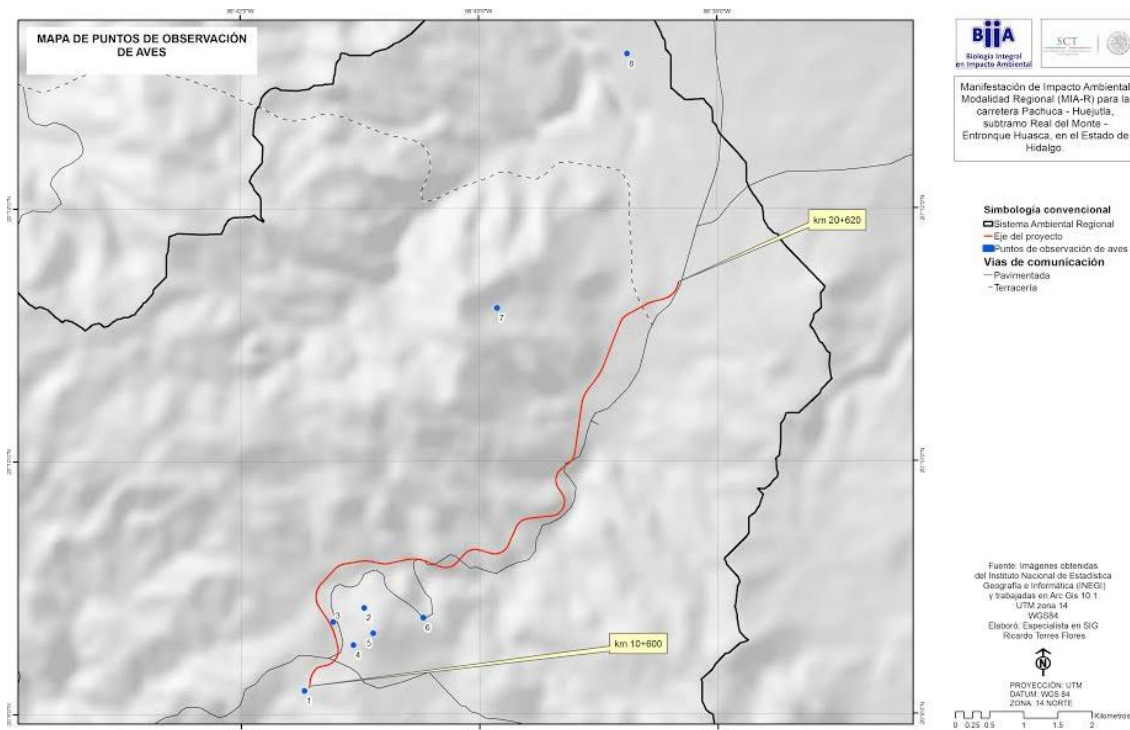 MAPA DE PUNTOS DE OBSERVACIÓN
DE AVES
8
km 20+620
7
3
2
5
6
4
km 10+600
1
BiiA
Biología Integral
en Impacto Ambiental
SCT
Manifestación de Impacto Ambiental
Modalidad Regional (MIA-R) para la
carretera Pachuca - Huejutla,
subtramo Real del Monte -
Entronque Huasca, en el Estado de
Hidalgo.
Simbología convencional
Sistema Ambiental Regional
Eje del proyecto
Puntos de observación de aves
Vías de comunicación
Pavimentada
Terracería
Fuente: Imágenes obtenidas
del Instituto Nacional de Estadística
Geografía e Informática (INEGI)
y trabajadas en Arc Gis 10.1
UTM zona 14
WGS84
Elaboró: Especialista en SIG
Ricardo Torres Flores
N
PROYECCIÓN: UTM
DATUM: WGS 84
ZONA: 14 NORTE
Kilometros
0 0.25 0.5 1 1.5 2